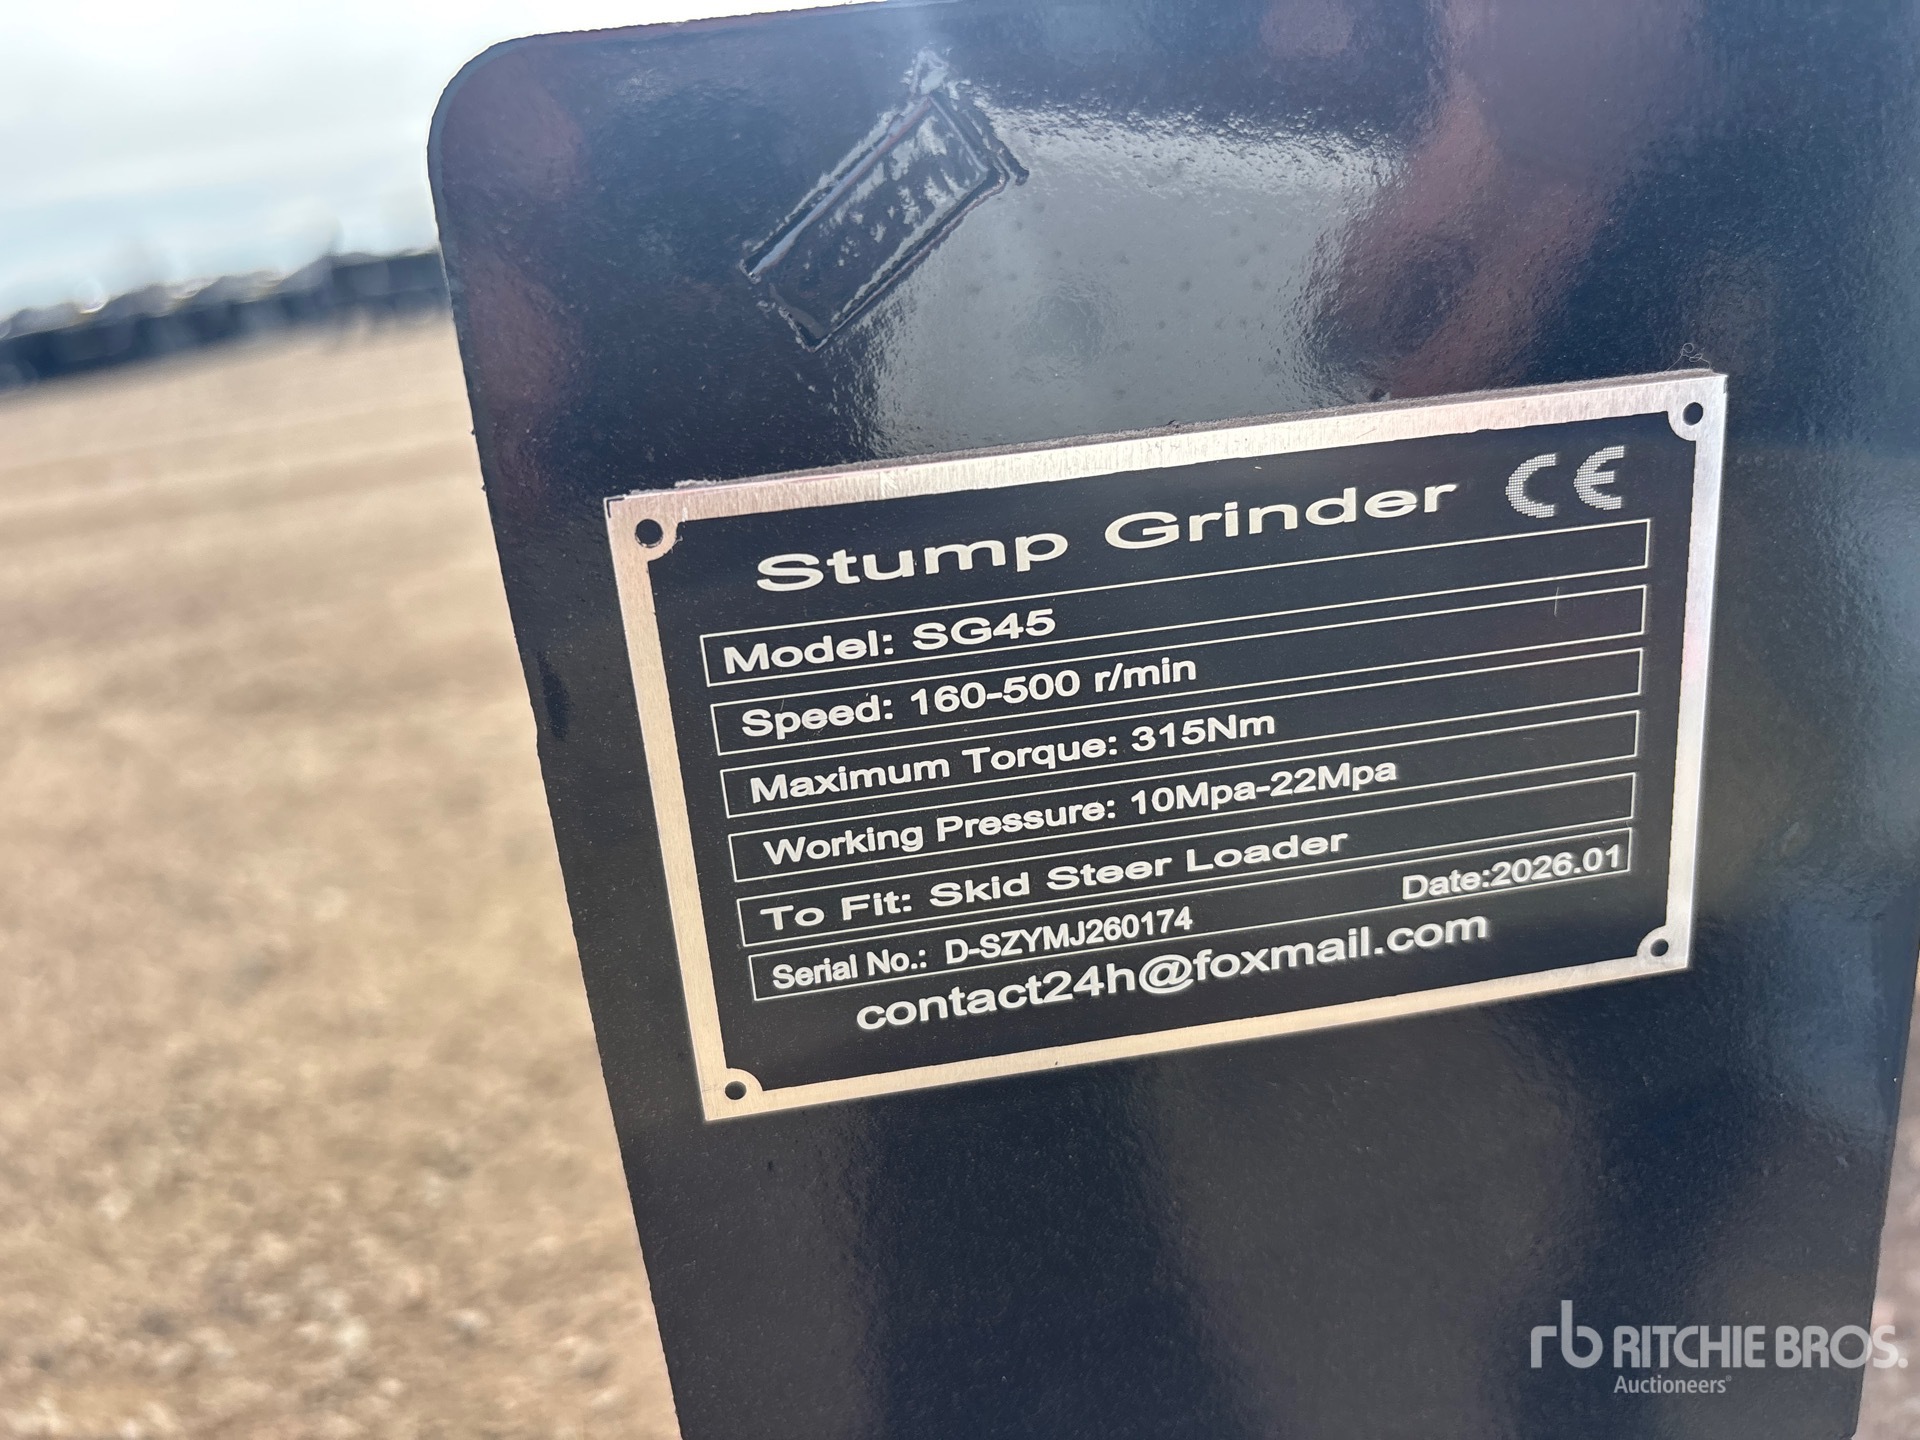 Stump Grinder CE
Model: SG45
Speed: 160-500 r/min
Maximum Torque: 315Nm
Working Pressure: 10Mpa-22Mpa
To Fit: Skid Steer Loader
Serial No.: D-SZYMJ260174 Date:2026.01
contact24h@foxmail.com
rb RITCHIE BROS.
Auctioneers®